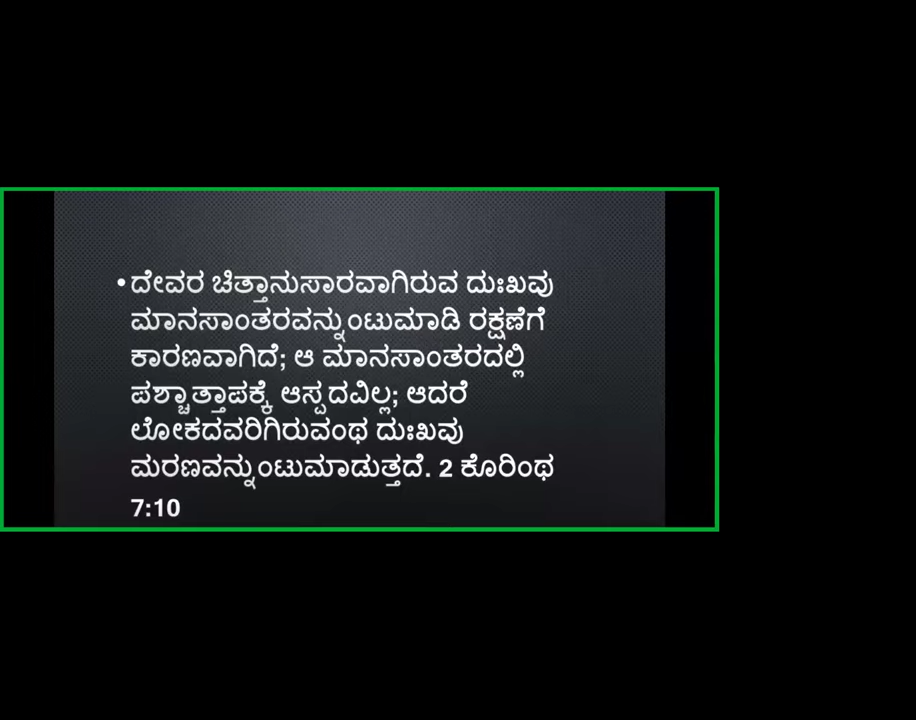 •ದೇವರ ಚಿತ್ತಾನುಸಾರವಾಗಿರುವ ದುಃಖವು
ಮಾನಸಾಂತರವನ್ನುಂಟುಮಾಡಿ ರಕ್ಷಣೆಗೆ
ಕಾರಣವಾಗಿದೆ; ಆ ಮಾನಸಾಂತರದಲ್ಲಿ
ಪಶ್ಚಾತ್ತಾಪಕ್ಕೆ ಆಸ್ಪದವಿಲ್ಲ; ಆದರೆ
ಲೋಕದವರಿಗಿರುವಂಥ ದುಃಖವು
ಮರಣವನ್ನುಂಟುಮಾಡುತ್ತದೆ. 2 ಕೊರಿಂಥ
7:10